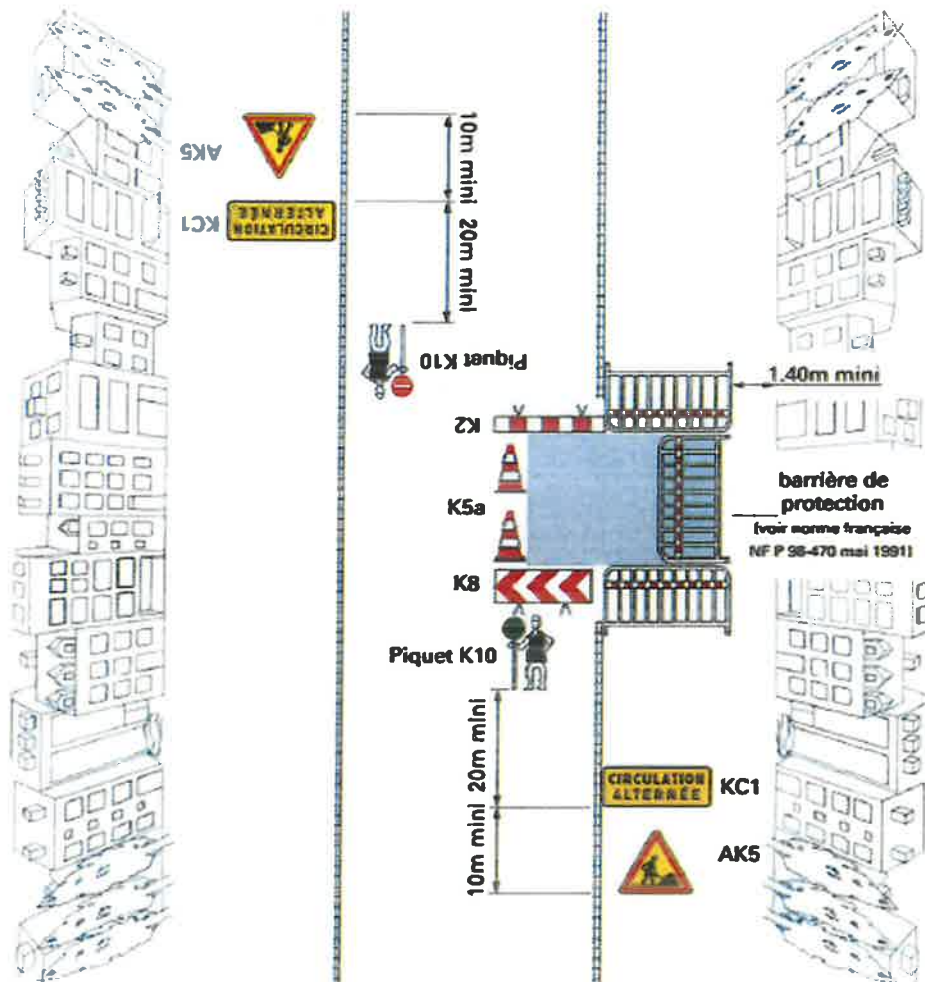 AK5
10m mini
KC1
CIRCULATION
ALTERNÉE
20m mini
Piquet K10
1.40m mini
K2
barrière de
protection
(voir norme française
NF P 98-470 mai 1991)
K5a
K8
Piquet K10
20m mini
CIRCULATION
ALTERNÉE
KC1
10m mini
AK5